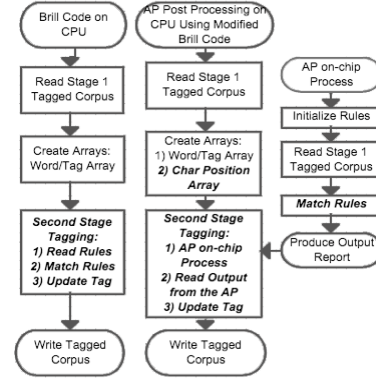 Brill Code on
CPU
Read Stage 1
Tagged Corpus
Create Arrays:
Word/Tag Array
Second Stage
Tagging:
1) Read Rules
2) Match Rules
3) Update Tag
Write Tagged
Corpus
AP Post Processing on
CPU Using Modified
Brill Code
Read Stage 1
Tagged Corpus
Create Arrays:
1) Word/Tag Array
2) Char Position
Array
Second Stage
Tagging:
1) AP on-chip
Process
2) Read Output
from the AP
3) Update Tag
Write Tagged
Corpus
AP on-chip
Process
Initialize Rules
Read Stage 1
Tagged Corpus
Match Rules
Produce Output
Report